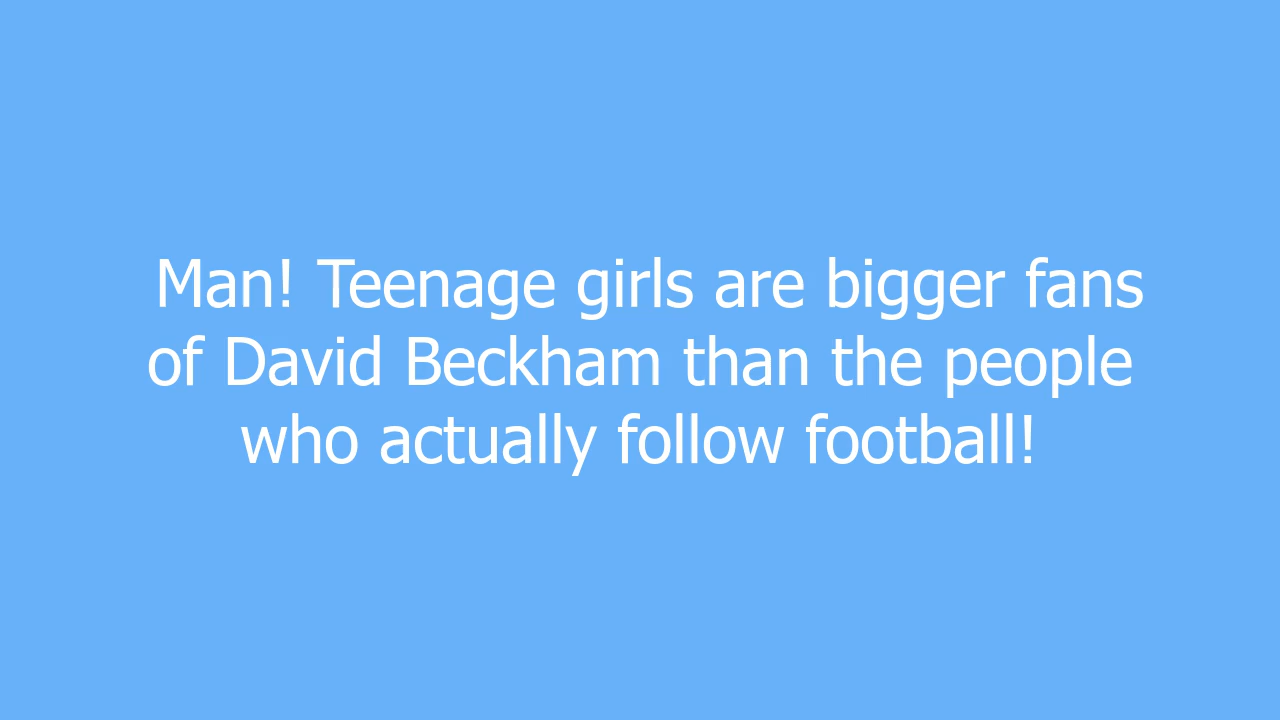 Man! Teenage girls are bigger fans
of David Beckham than the people
who actually follow football!